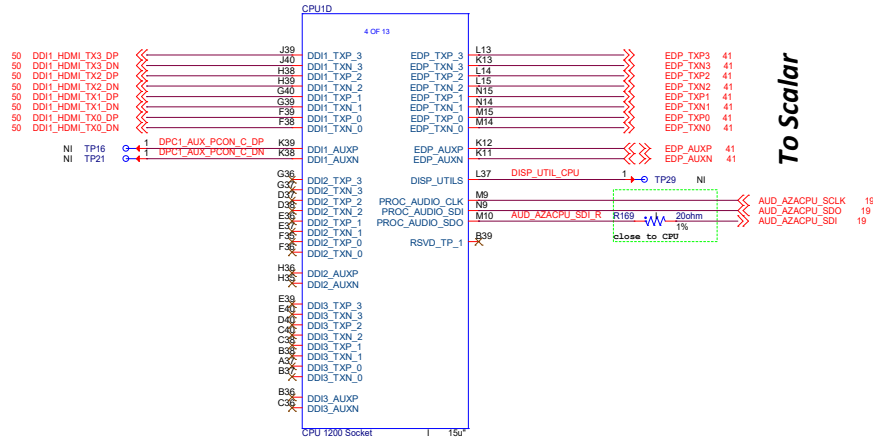 CPU1D
4 OF 13
50 DDI1_HDMI_TX3_DP J39 DDI1_TXP_3 EDP_TXP_3 L13 EDP_TXP3 41
50 DDI1_HDMI_TX3_DN J40 DDI1_TXN_3 EDP_TXN_3 K13 EDP_TXN3 41
50 DDI1_HDMI_TX2_DP H38 DDI1_TXP_2 EDP_TXP_2 L14 EDP_TXP2 41
50 DDI1_HDMI_TX2_DN H39 DDI1_TXN_2 EDP_TXN_2 L15 EDP_TXN2 41
50 DDI1_HDMI_TX1_DP G40 DDI1_TXP_1 EDP_TXP_1 N15 EDP_TXP1 41
50 DDI1_HDMI_TX1_DN G39 DDI1_TXN_1 EDP_TXN_1 N14 EDP_TXN1 41
50 DDI1_HDMI_TX0_DP F39 DDI1_TXP_0 EDP_TXP_0 M15 EDP_TXP0 41
50 DDI1_HDMI_TX0_DN F38 DDI1_TXN_0 EDP_TXN_0 M14 EDP_TXN0 41
To Scalar
NI TP16 1 DPC1_AUX_PCON_C_DP K39 DDI1_AUXP EDP_AUXP K12 EDP_AUXP 41
NI TP21 1 DPC1_AUX_PCON_C_DN K38 DDI1_AUXN EDP_AUXN K11 EDP_AUXN 41
G36 DDI2_TXP_3 DISP_UTILS L37 DISP_UTIL_CPU 1 TP29 NI
G37 DDI2_TXN_3
D37 DDI2_TXP_2 PROC_AUDIO_CLK M9 AUD_AZACPU_SCLK 19
D38 DDI2_TXN_2 PROC_AUDIO_SDI N9 AUD_AZACPU_SDO 19
E36 DDI2_TXP_1 PROC_AUDIO_SDO M10 AUD_AZACPU_SDI_R R169 20ohm AUD_AZACPU_SDI 19
1%
E37 DDI2_TXN_1
close to CPU
F35 DDI2_TXP_0 RSVD_TP_1 B39
F36 DDI2_TXN_0
H36 DDI2_AUXP
H35 DDI2_AUXN
E39 DDI3_TXP_3
E40 DDI3_TXN_3
D40 DDI3_TXP_2
C40 DDI3_TXN_2
C38 DDI3_TXP_1
B38 DDI3_TXN_1
A37 DDI3_TXP_0
B37 DDI3_TXN_0
B36 DDI3_AUXP
C36 DDI3_AUXN
CPU 1200 Socket I 15u"